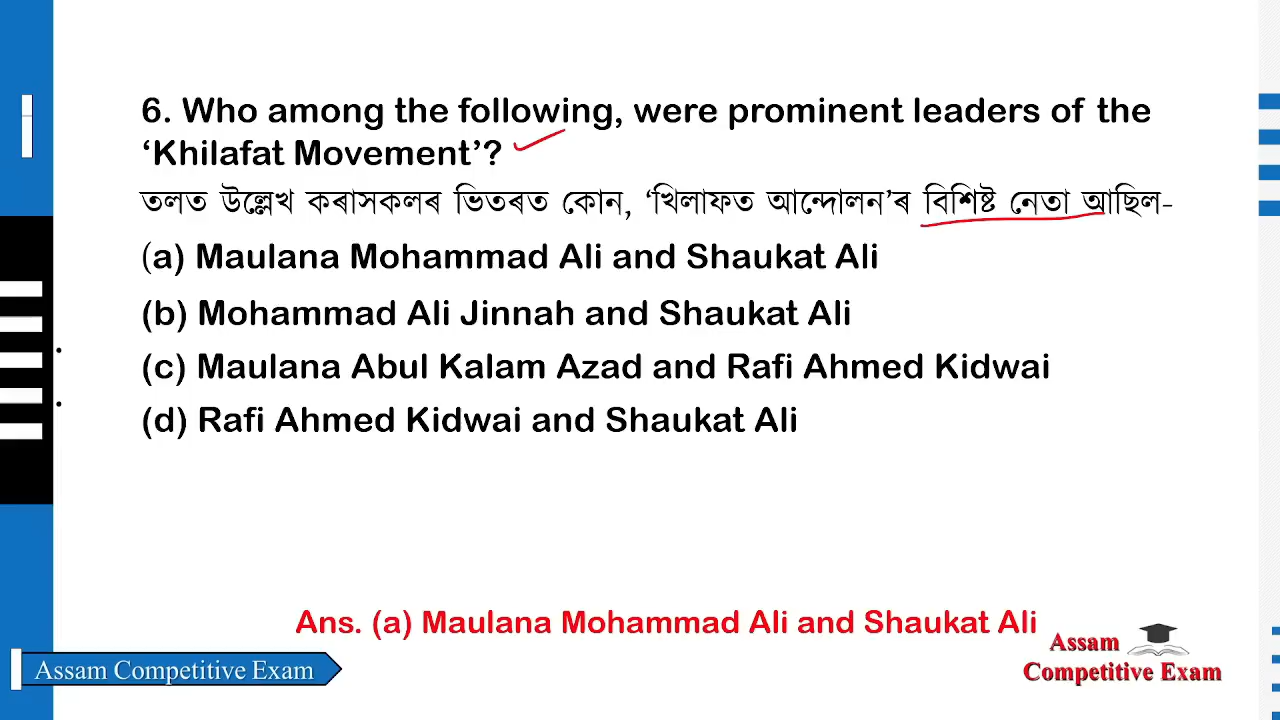 6. Who among the following, were prominent leaders of the
‘Khilafat Movement’?
তলত উল্লেখ কৰাসকলৰ ভিতৰত কোন, ‘খিলাফত আন্দোলন’ৰ বিশিষ্ট নেতা আছিল-
(a) Maulana Mohammad Ali and Shaukat Ali
(b) Mohammad Ali Jinnah and Shaukat Ali
(c) Maulana Abul Kalam Azad and Rafi Ahmed Kidwai
(d) Rafi Ahmed Kidwai and Shaukat Ali
Ans. (a) Maulana Mohammad Ali and Shaukat Ali
Assam Competitive Exam
Assam
Competitive Exam